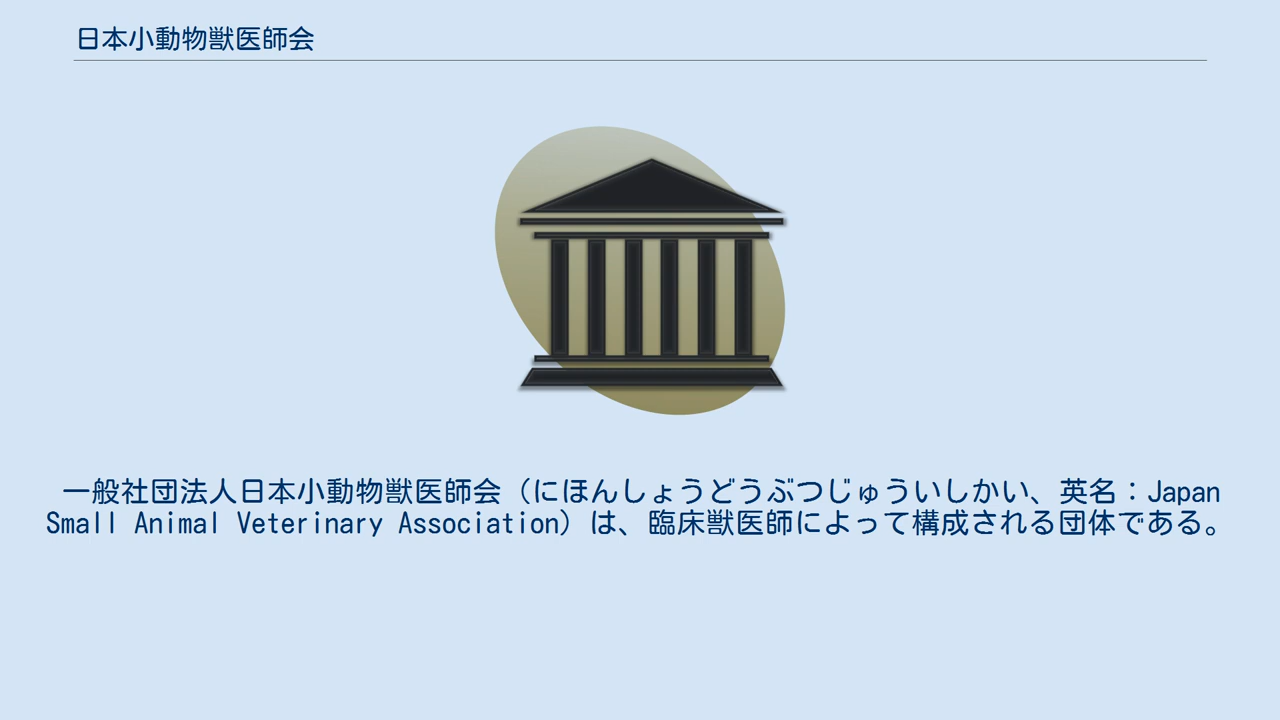 日本小動物獣医師会
一般社団法人日本小動物獣医師会（にほんしょうどうぶつじゅういしかい、英名：Japan
Small Animal Veterinary Association）は、臨床獣医師によって構成される団体である。